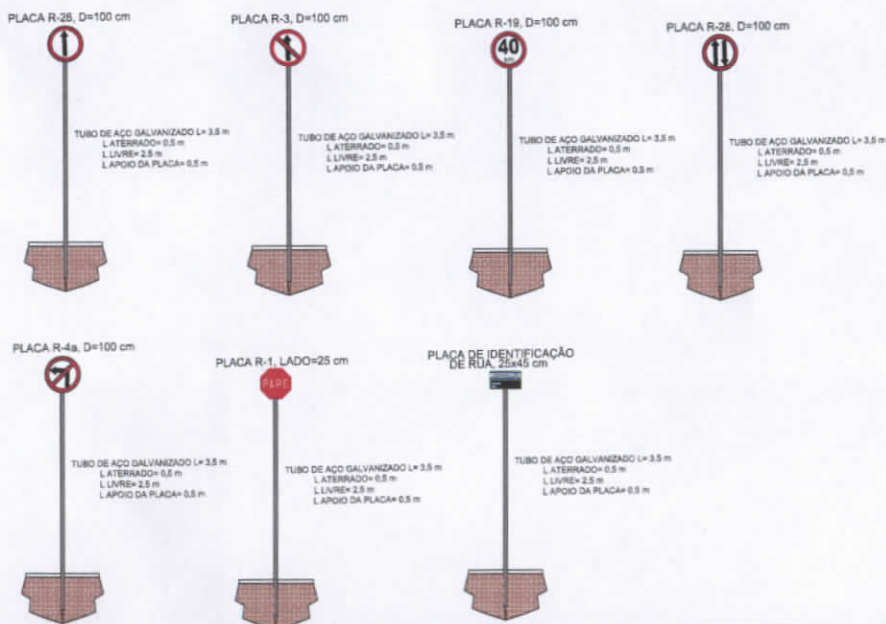 PLACA R-26, D=100 cm
TUBO DE AÇO GALVANIZADO L= 3,5 m
L ATERRADO= 0,5 m
L LIVRE= 2,5 m
L APOIO DA PLACA= 0,5 m
PLACA R-3, D=100 cm
TUBO DE AÇO GALVANIZADO L= 3,5 m
L ATERRADO= 0,5 m
L LIVRE= 2,5 m
L APOIO DA PLACA= 0,5 m
PLACA R-19, D=100 cm
40
km
TUBO DE AÇO GALVANIZADO L= 3,5 m
L ATERRADO= 0,5 m
L LIVRE= 2,5 m
L APOIO DA PLACA= 0,5 m
PLACA R-28, D=100 cm
TUBO DE AÇO GALVANIZADO L= 3,5 m
L ATERRADO= 0,5 m
L LIVRE= 2,5 m
L APOIO DA PLACA= 0,5 m
PLACA R-4a, D=100 cm
TUBO DE AÇO GALVANIZADO L= 3,5 m
L ATERRADO= 0,5 m
L LIVRE= 2,5 m
L APOIO DA PLACA= 0,5 m
PLACA R-1, LADO=25 cm
PARE
TUBO DE AÇO GALVANIZADO L= 3,5 m
L ATERRADO= 0,5 m
L LIVRE= 2,5 m
L APOIO DA PLACA= 0,5 m
PLACA DE IDENTIFICAÇÃO
DE RUA, 25x45 cm
TUBO DE AÇO GALVANIZADO L= 3,5 m
L ATERRADO= 0,5 m
L LIVRE= 2,5 m
L APOIO DA PLACA= 0,5 m